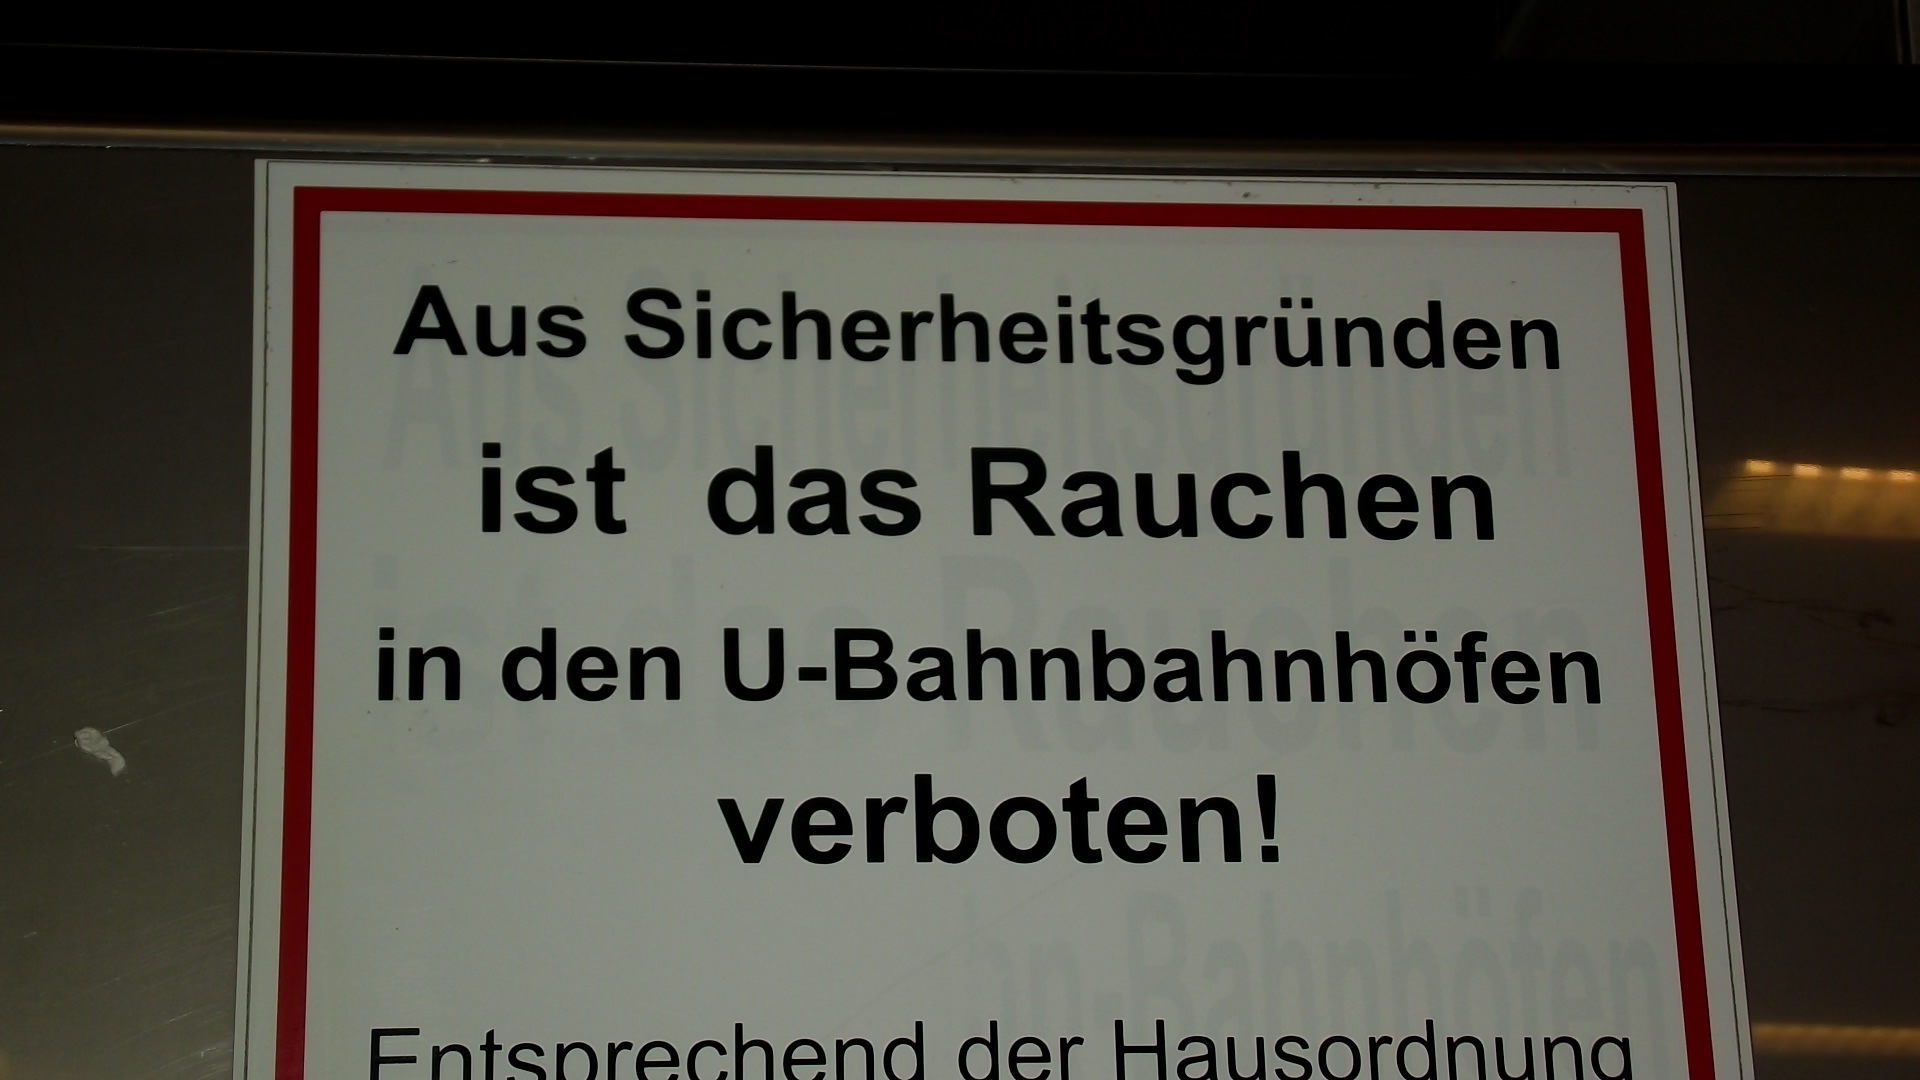 Aus Sicherheitsgründen
ist das Rauchen
in den U-Bahnbahnhöfen
verboten!
Entsprechend der Hausordnung